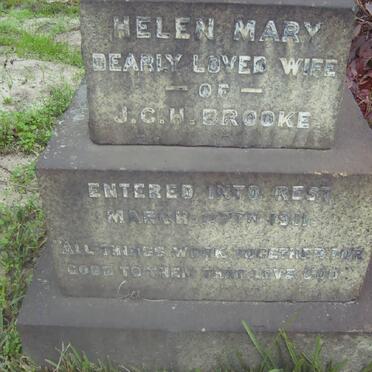 HELEN MARY
DEARLY LOVED WIFE
— OF —
J.C.H. BROOKE
ENTERED INTO REST
MARCH 1911
ALL THINGS WORK TOGETHER FOR
GOOD TO THEM THAT LOVE GOD